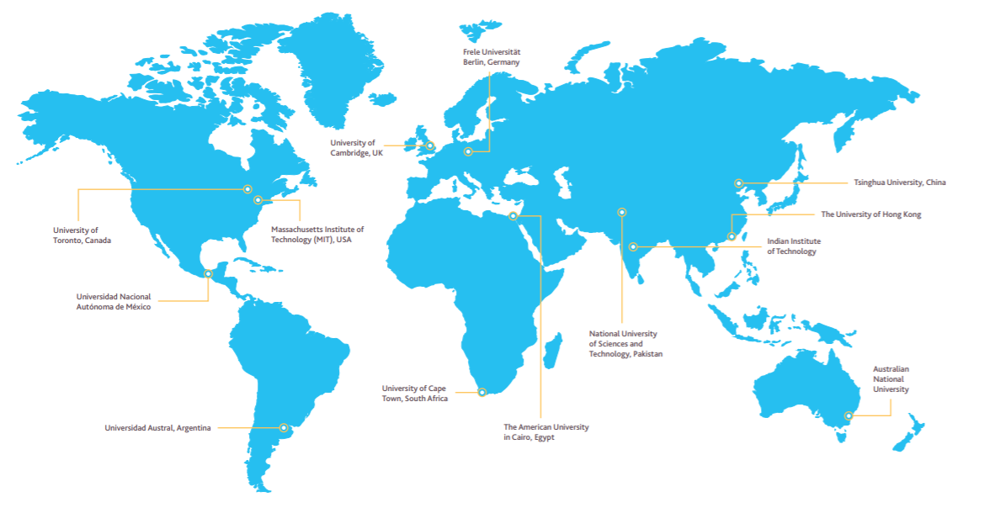 Frele Universität
Berlin, Germany
University of
Cambridge, UK
Tsinghua University, China
The University of Hong Kong
University of
Toronto, Canada
Massachusetts Institute of
Technology (MIT), USA
Indian Institute
of Technology
Universidad Nacional
Autónoma de México
National University
of Sciences and
Technology, Pakistan
Australian
National
University
University of Cape
Town, South Africa
Universidad Austral, Argentina
The American University
in Cairo, Egypt